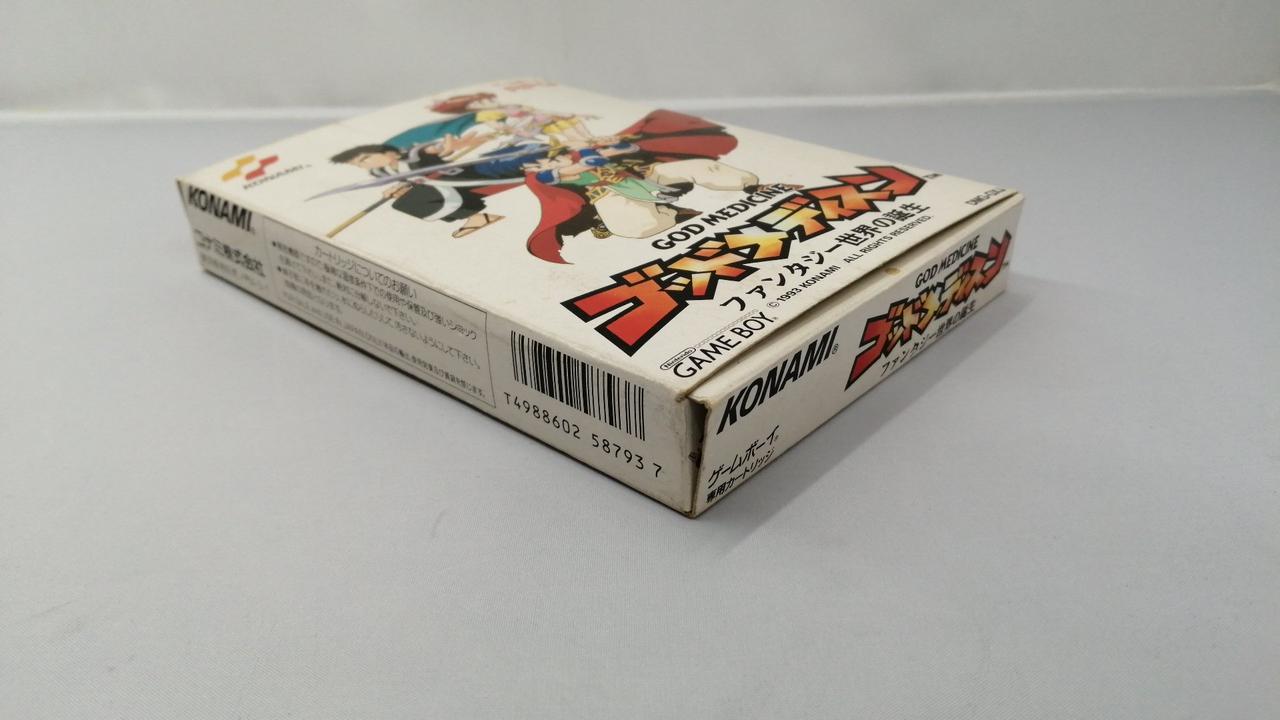 KONAMI
GOD MEDICINE
ゴッドメディスン
ファンタジー世界の誕生
© 1993 KONAMI ALL RIGHTS RESERVED.
Nintendo
GAME BOY
KONAMI
コナミ株式会社
カートリッジについてのお願い
T4988602 58793 7
KONAMI
GOD MEDICINE
ゴッドメディスン
ファンタジー世界の誕生
ゲームボーイ
専用カートリッジ